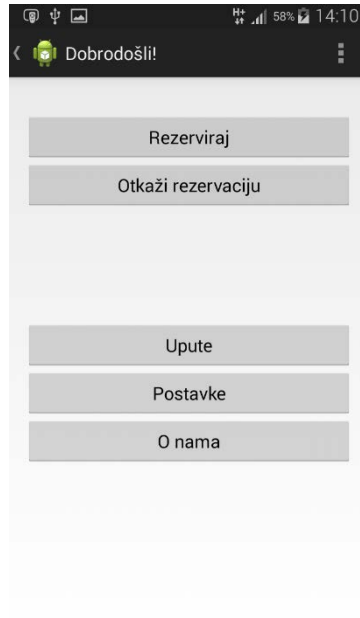 H+ 58% 14:10
Dobrodošli!
Rezerviraj
Otkaži rezervaciju
Upute
Postavke
O nama